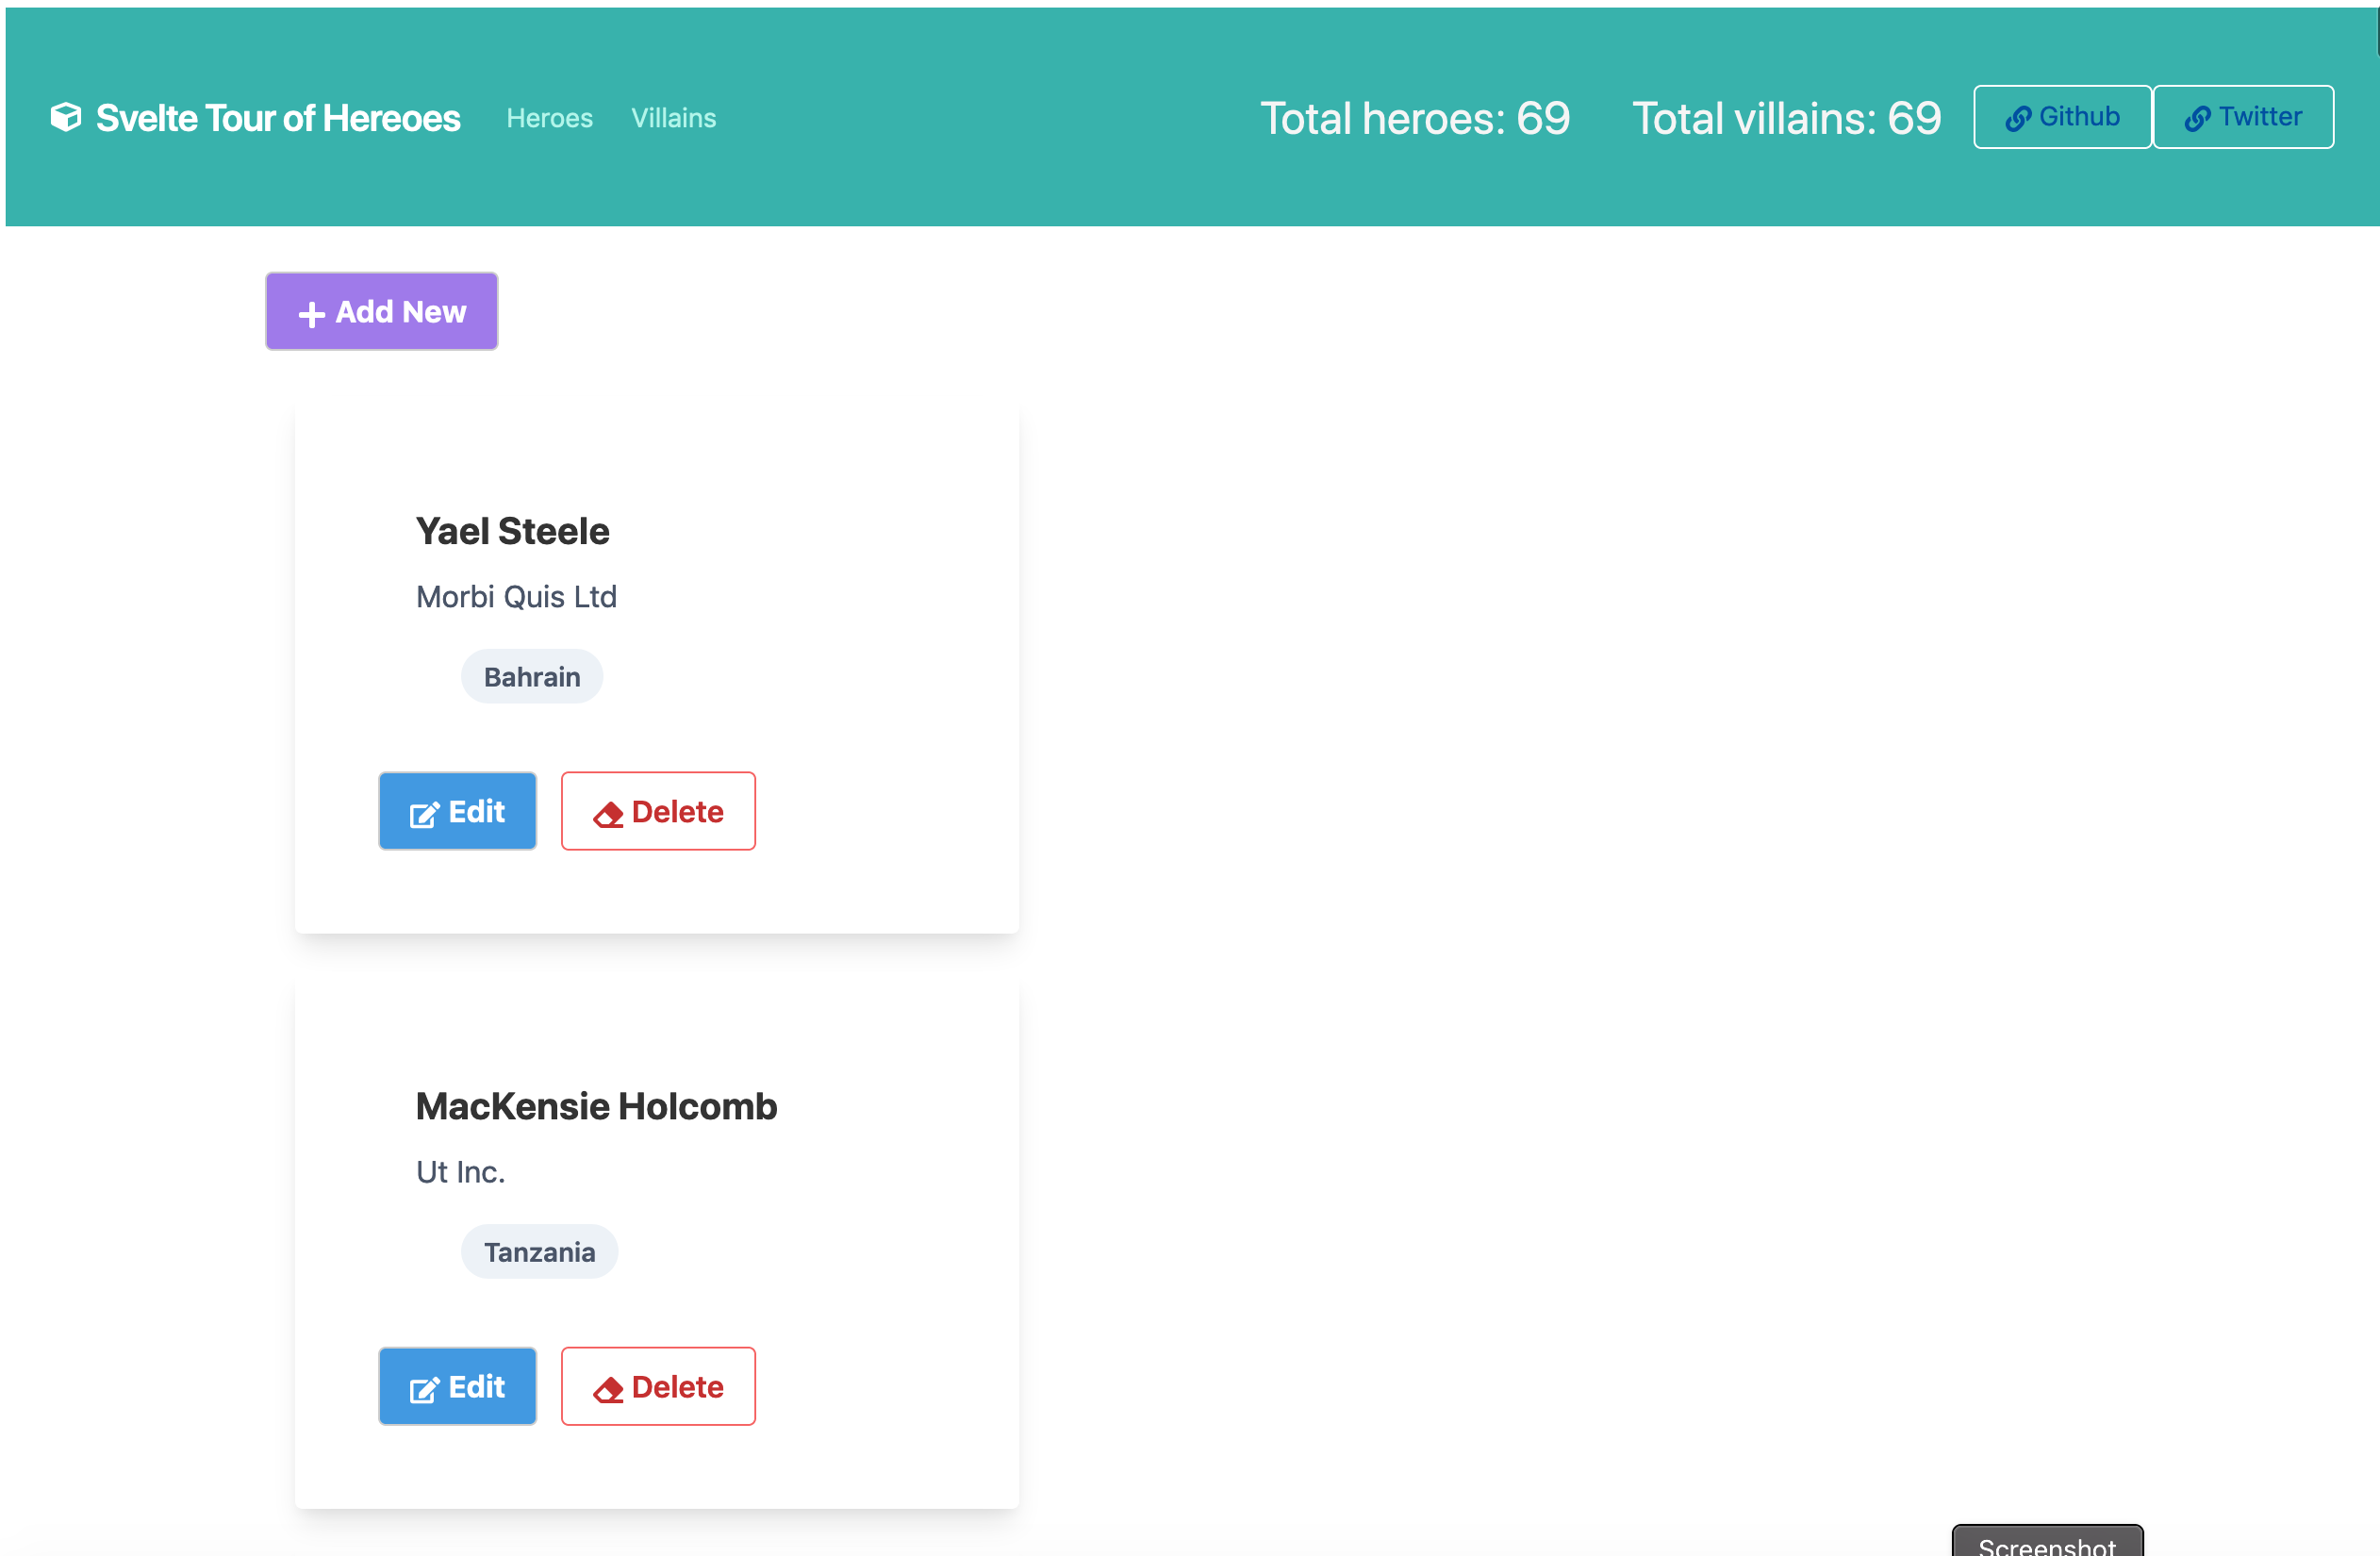 Svelte Tour of Hereoes Heroes Villains Total heroes: 69 Total villains: 69 Github Twitter
Add New
Yael Steele
Morbi Quis Ltd
Bahrain
Edit Delete
MacKensie Holcomb
Ut Inc.
Tanzania
Edit Delete
Screenshot